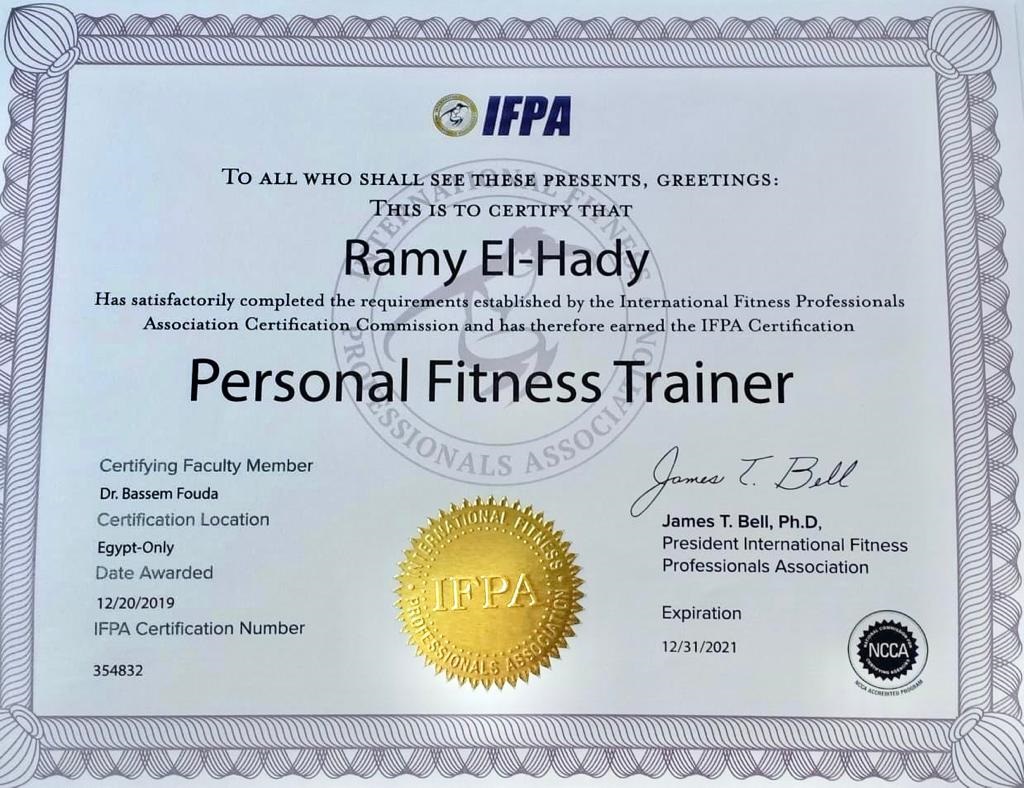 IFPA
TO ALL WHO SHALL SEE THESE PRESENTS, GREETINGS:
THIS IS TO CERTIFY THAT
Ramy El-Hady
Has satisfactorily completed the requirements established by the International Fitness Professionals
Association Certification Commission and has therefore earned the IFPA Certification
Personal Fitness Trainer
INTERNATIONAL FITNESS
PROFESSIONALS ASSOCIATION
Certifying Faculty Member
Dr. Bassem Fouda
Certification Location
Egypt-Only
Date Awarded
12/20/2019
IFPA Certification Number
354832
INTERNATIONAL FITNESS
IFPA
PROFESSIONALS ASSOCIATION
James T. Bell
James T. Bell, Ph.D,
President International Fitness
Professionals Association
Expiration
12/31/2021
NCCA
NCCA ACCREDITED PROGRAM